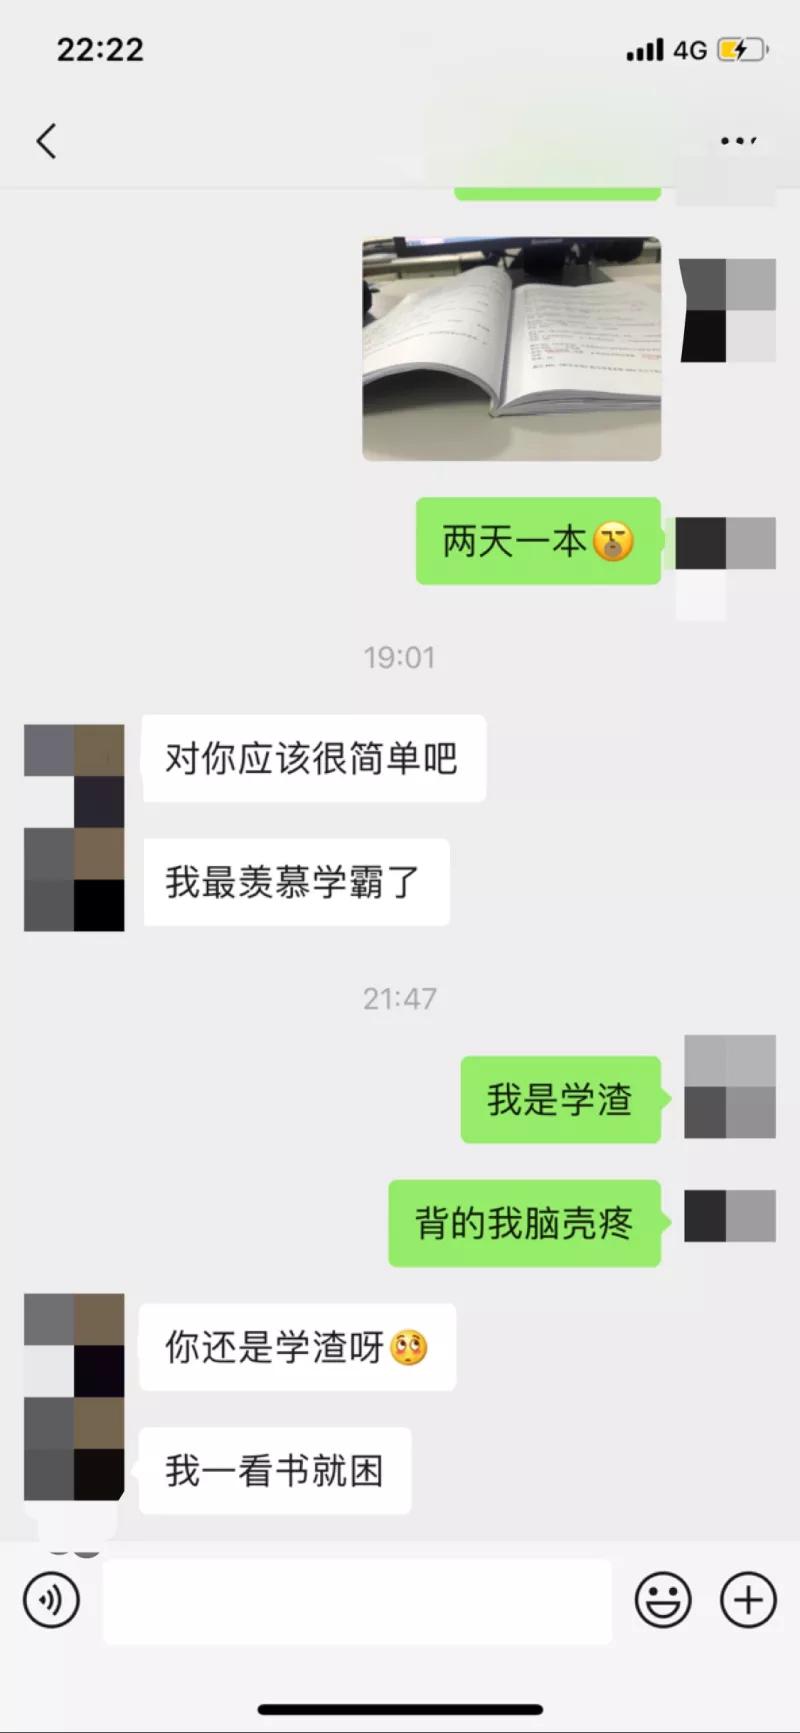 22:22
4G
两天一本
19:01
对你应该很简单吧
我最羡慕学霸了
21:47
我是学渣
背的我脑壳疼
你还是学渣呀
我一看书就困